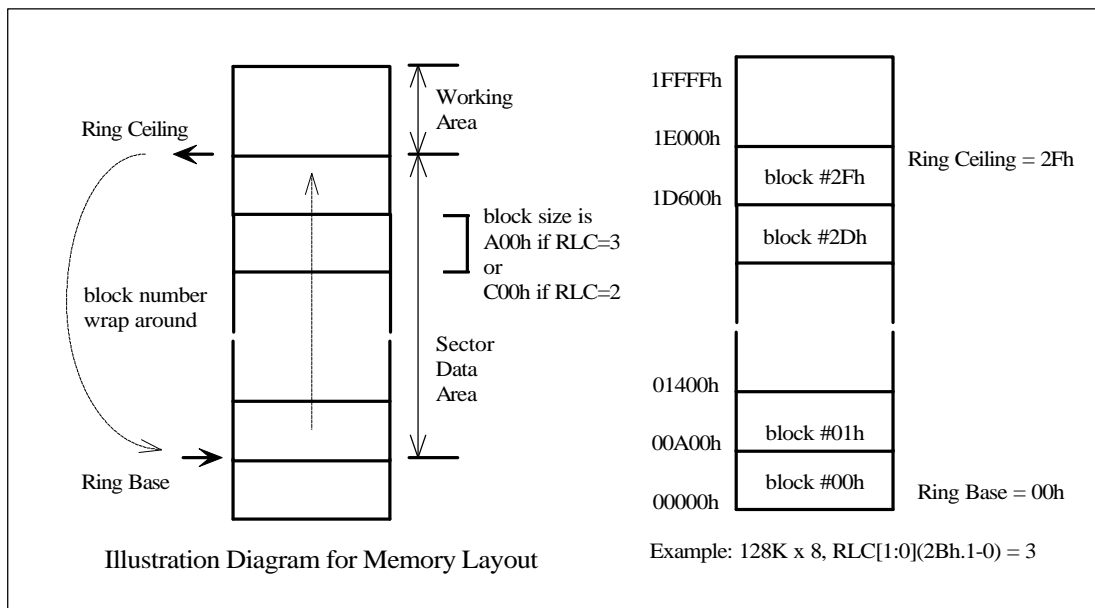 Working
Area
Ring Ceiling
block size is
A00h if RLC=3
or
C00h if RLC=2
block number
wrap around
Sector
Data
Area
Ring Base
Illustration Diagram for Memory Layout
1FFFFh
1E000h
Ring Ceiling = 2Fh
block #2Fh
1D600h
block #2Dh
01400h
block #01h
00A00h
block #00h
Ring Base = 00h
00000h
Example: 128K x 8, RLC[1:0](2Bh.1-0) = 3